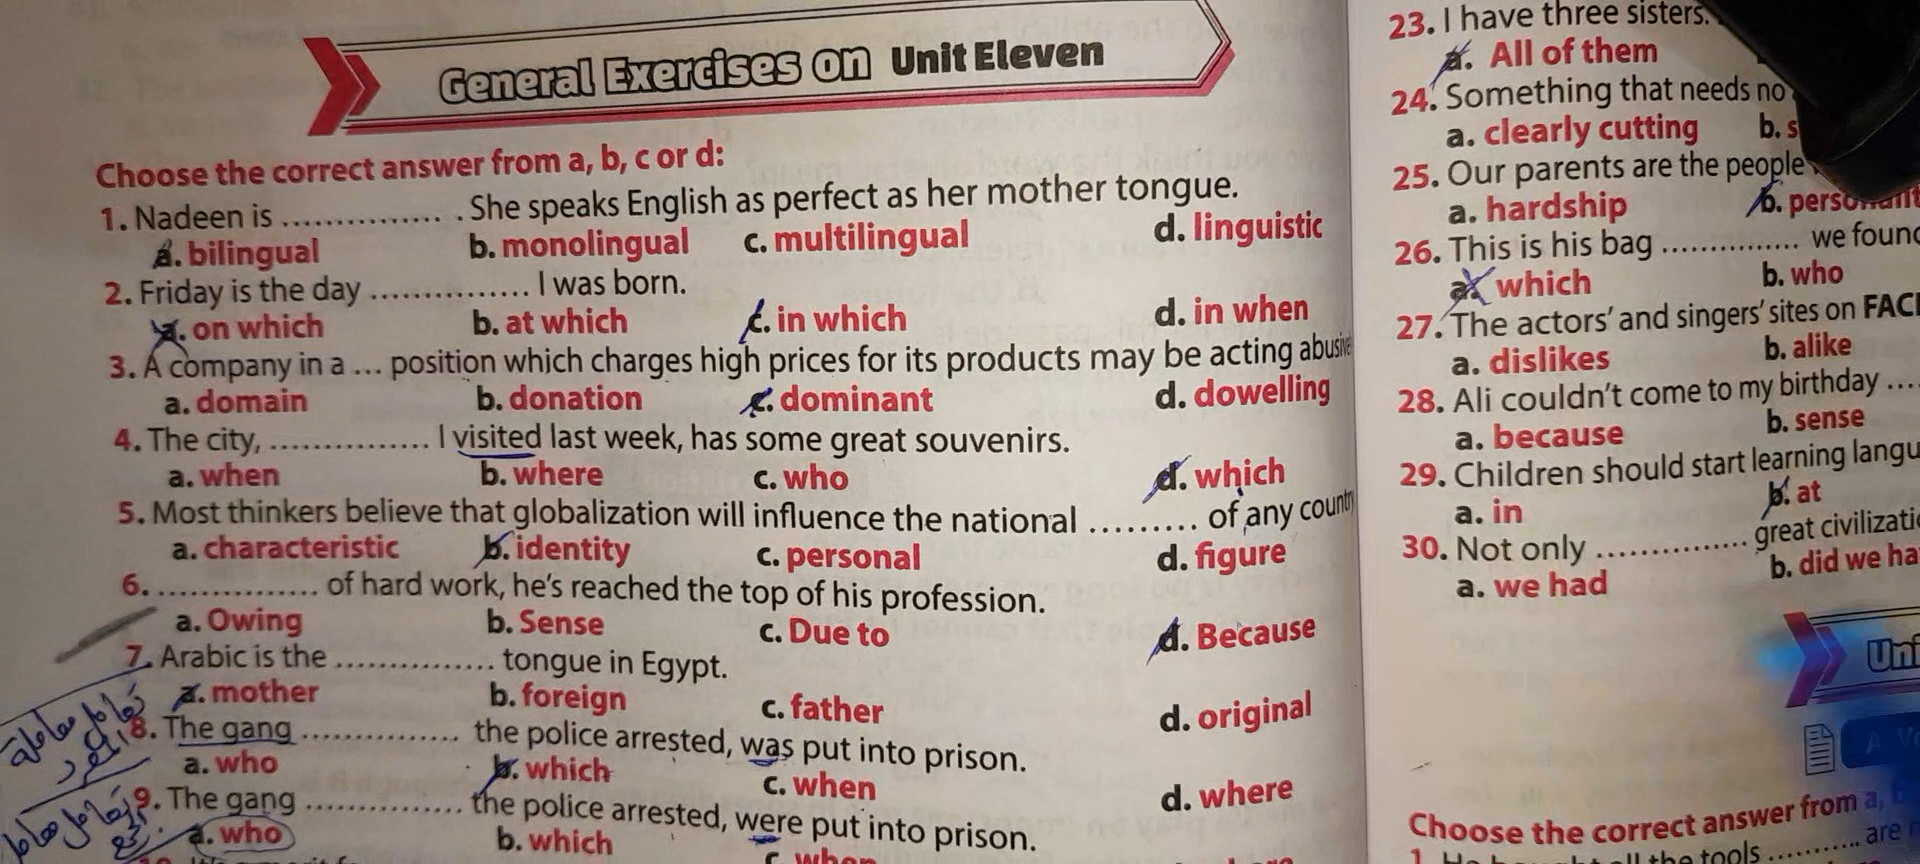 General Exercises on Unit Eleven
Choose the correct answer from a, b, c or d:
1. Nadeen is ............... . She speaks English as perfect as her mother tongue.
a. bilingual b. monolingual c. multilingual d. linguistic
2. Friday is the day ............... I was born.
a. on which b. at which c. in which d. in when
3. A company in a ... position which charges high prices for its products may be acting abusive
a. domain b. donation c. dominant d. dowelling
4. The city, ............... I visited last week, has some great souvenirs.
a. when b. where c. who d. which
5. Most thinkers believe that globalization will influence the national ......... of any country
a. characteristic b. identity c. personal d. figure
6. ............... of hard work, he's reached the top of his profession.
a. Owing b. Sense c. Due to d. Because
7. Arabic is the ............... tongue in Egypt.
a. mother b. foreign c. father d. original
8. The gang ............... the police arrested, was put into prison.
a. who b. which c. when d. where
9. The gang ............... the police arrested, were put into prison.
a. who b. which c. when
23. I have three sisters.
a. All of them
24. Something that needs no
a. clearly cutting b. s
25. Our parents are the people
a. hardship b.
26. This is his bag .............. we found
a. which b. who
27. The actors' and singers' sites on
a. dislikes b. alike
28. Ali couldn't come to my birthday ....
a. because b. sense
29. Children should start learning langu
a. in b. at
30. Not only .............. great civilizati
a. we had b. did we ha
Uni
Choose the correct answer from a,